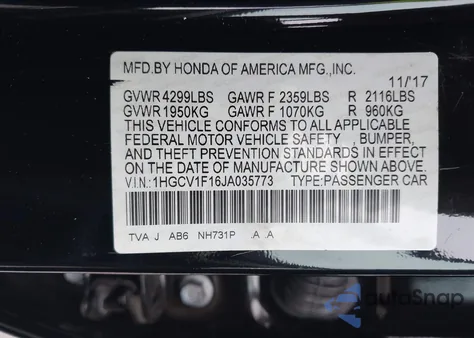 MFD.BY HONDA OF AMERICA MFG.,INC.
11/'17
GVWR 4299LBS GAWR F 2359LBS R 2116LBS
GVWR 1950KG GAWR F 1070KG R 960KG
THIS VEHICLE CONFORMS TO ALL APPLICABLE
FEDERAL MOTOR VEHICLE SAFETY , BUMPER,
AND THEFT PREVENTION STANDARDS IN EFFECT
ON THE DATE OF MANUFACTURE SHOWN ABOVE.
V.I.N.:1HGCV1F16JA035773 TYPE:PASSENGER CAR
TVA J AB6 NH731P .A .A
autoSnap